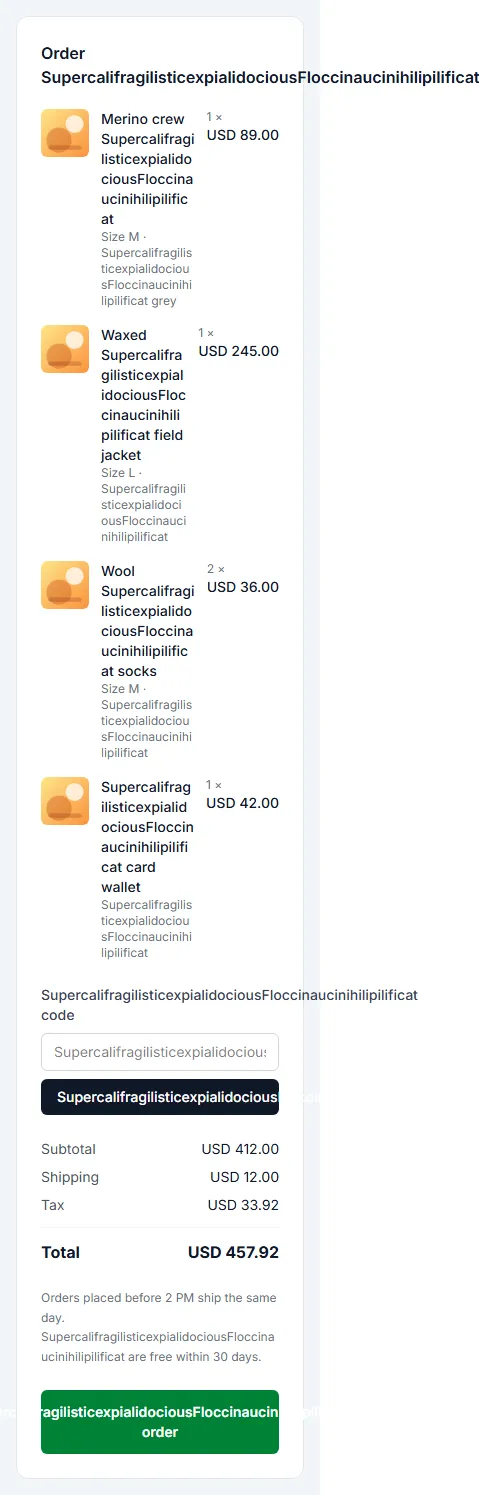 Order
SupercalifragilisticexpialidociousFloccinaucinihilipilificat
Merino crew
Supercalifragi
listicexpialido
ciousFloccina
ucinihilipilific
at
Size M ·
Supercalifragilis
ticexpialidociou
sFloccinaucinihi
lipilificat grey
1 ×
USD 89.00
Waxed
Supercalifra
gilisticexpial
idociousFloc
cinaucinihili
pilificat field
jacket
Size L ·
Supercalifragili
sticexpialidoci
ousFloccinauci
nihilipilificat
1 ×
USD 245.00
Wool
Supercalifragi
listicexpialido
ciousFloccina
ucinihilipilific
at socks
Size M ·
Supercalifragilis
ticexpialidociou
sFloccinaucinihi
lipilificat
2 ×
USD 36.00
Supercalifrag
ilisticexpialid
ociousFloccin
aucinihilipilifi
cat card
wallet
Supercalifragilis
ticexpialidociou
sFloccinaucinihi
lipilificat
1 ×
USD 42.00
SupercalifragilisticexpialidociousFloccinaucinihilipilificat
code
Supercalifragilisticexpialidocious
Supercalifragilisticexpialidocious
Subtotal USD 412.00
Shipping USD 12.00
Tax USD 33.92
Total USD 457.92
Orders placed before 2 PM ship the same
day.
SupercalifragilisticexpialidociousFloccina
ucinihilipilificat are free within 30 days.
ragilisticexpialidociousFloccinaucin
order